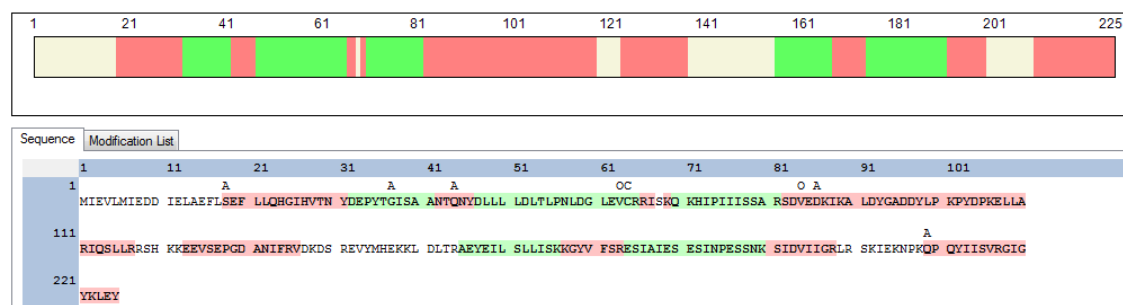 1 21 41 61 81 101 121 141 161 181 201 225
Sequence Modification List
1 11 21 31 41 51 61 71 81 91 101
A A A OC O A
1 MIEVLMIEDD IELAEFLSEF LLQHGIHVTN YDEPYTGISA ANTQNYDLLL LDLTLPNLDG LEVCRRISKQ KHIPIIISSA RSDVEDKIKA LDYGADDYLP KPYDPKELLA
A
111 RIQSLLRRSH KKEEVSEPGD ANIFRVDKDS REVYMHEKKL DLTRAEYEIL SLLISKKGYV FSRESIAIES ESINPESSNK SIDVIIGRLR SKIEKNPKQP QYIISVRGIG
221 YKLEY